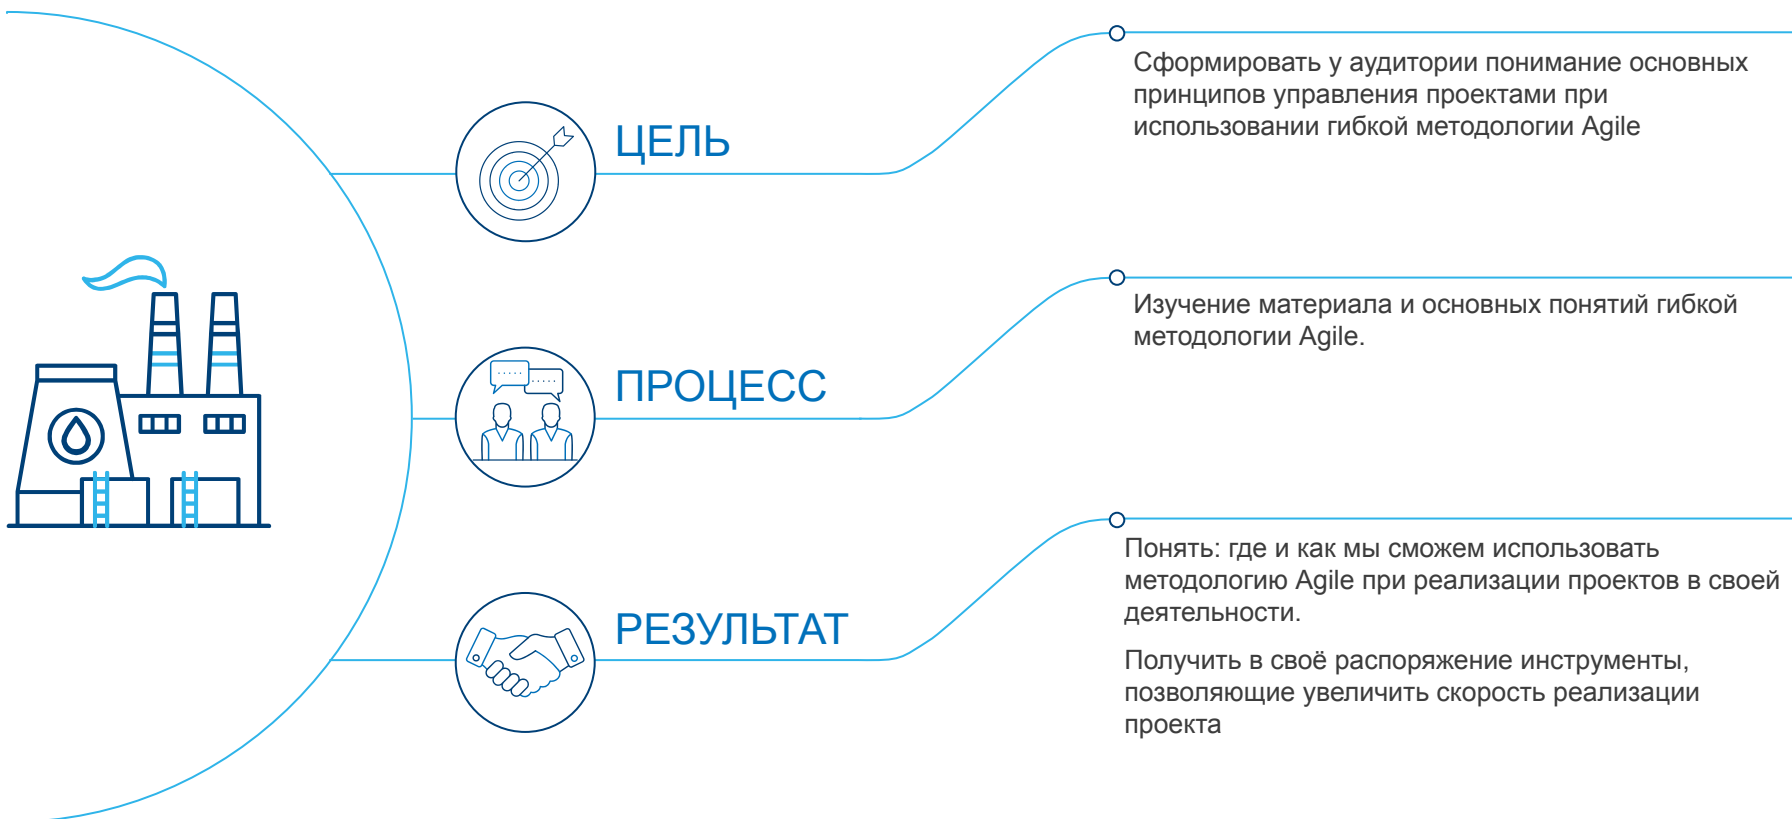 ЦЕЛЬ
Сформировать у аудитории понимание основных
принципов управления проектами при
использовании гибкой методологии Agile
ПРОЦЕСС
Изучение материала и основных понятий гибкой
методологии Agile.
РЕЗУЛЬТАТ
Понять: где и как мы сможем использовать
методологию Agile при реализации проектов в своей
деятельности.
Получить в своё распоряжение инструменты,
позволяющие увеличить скорость реализации
проекта